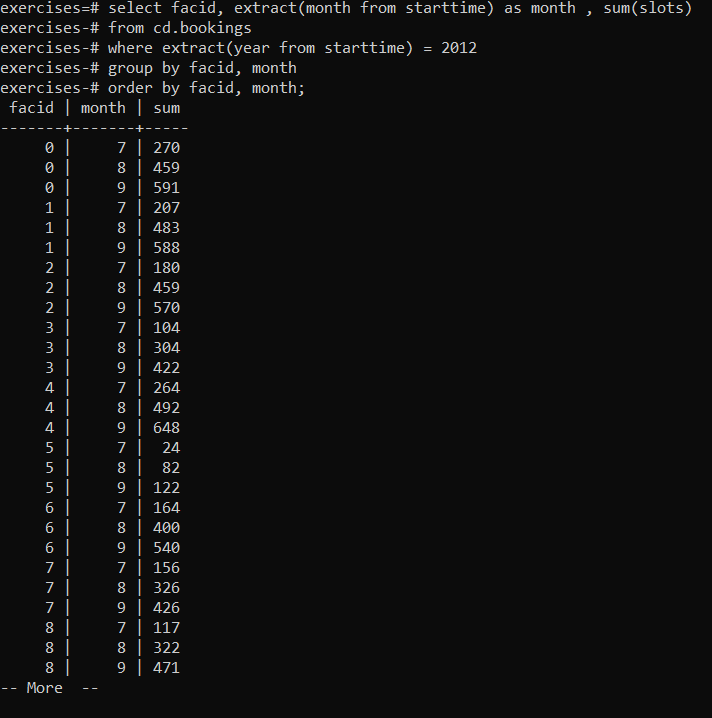 exercises=# select facid, extract(month from starttime) as month , sum(slots)
exercises-# from cd.bookings
exercises-# where extract(year from starttime) = 2012
exercises-# group by facid, month
exercises-# order by facid, month;
 facid | month | sum
-------+-------+-----
     0 |     7 | 270
     0 |     8 | 459
     0 |     9 | 591
     1 |     7 | 207
     1 |     8 | 483
     1 |     9 | 588
     2 |     7 | 180
     2 |     8 | 459
     2 |     9 | 570
     3 |     7 | 104
     3 |     8 | 304
     3 |     9 | 422
     4 |     7 | 264
     4 |     8 | 492
     4 |     9 | 648
     5 |     7 |  24
     5 |     8 |  82
     5 |     9 | 122
     6 |     7 | 164
     6 |     8 | 400
     6 |     9 | 540
     7 |     7 | 156
     7 |     8 | 326
     7 |     9 | 426
     8 |     7 | 117
     8 |     8 | 322
     8 |     9 | 471
-- More  --